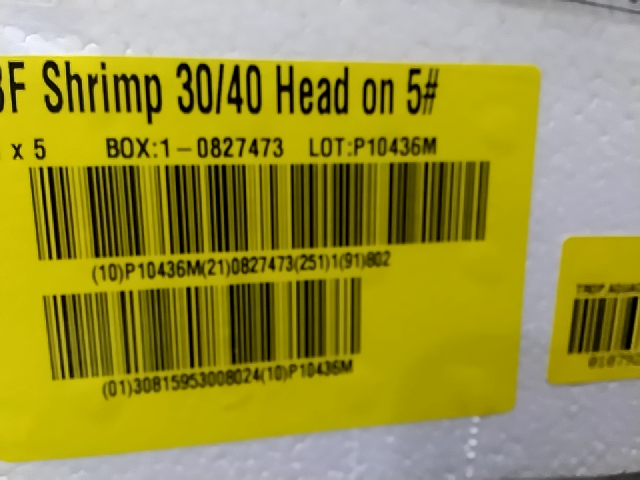 3F Shrimp 30/40 Head on 5#
x 5 BOX:1-0827473 LOT:P10436M
(10)P10436M(21)0827473(251)1(91)802
(01)30815953008024(10)P10436M